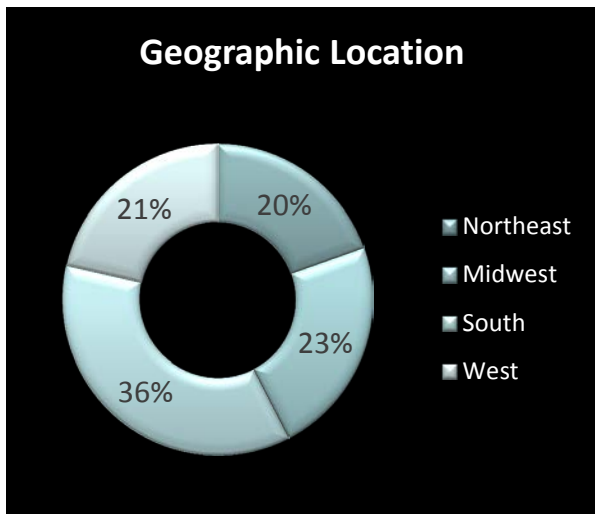 Geographic Location
21%
20%
23%
36%
Northeast
Midwest
South
West